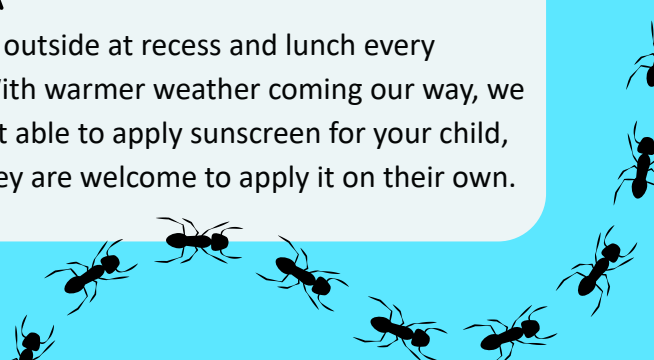 outside at recess and lunch every
ith warmer weather coming our way, we
t able to apply sunscreen for your child,
ey are welcome to apply it on their own.